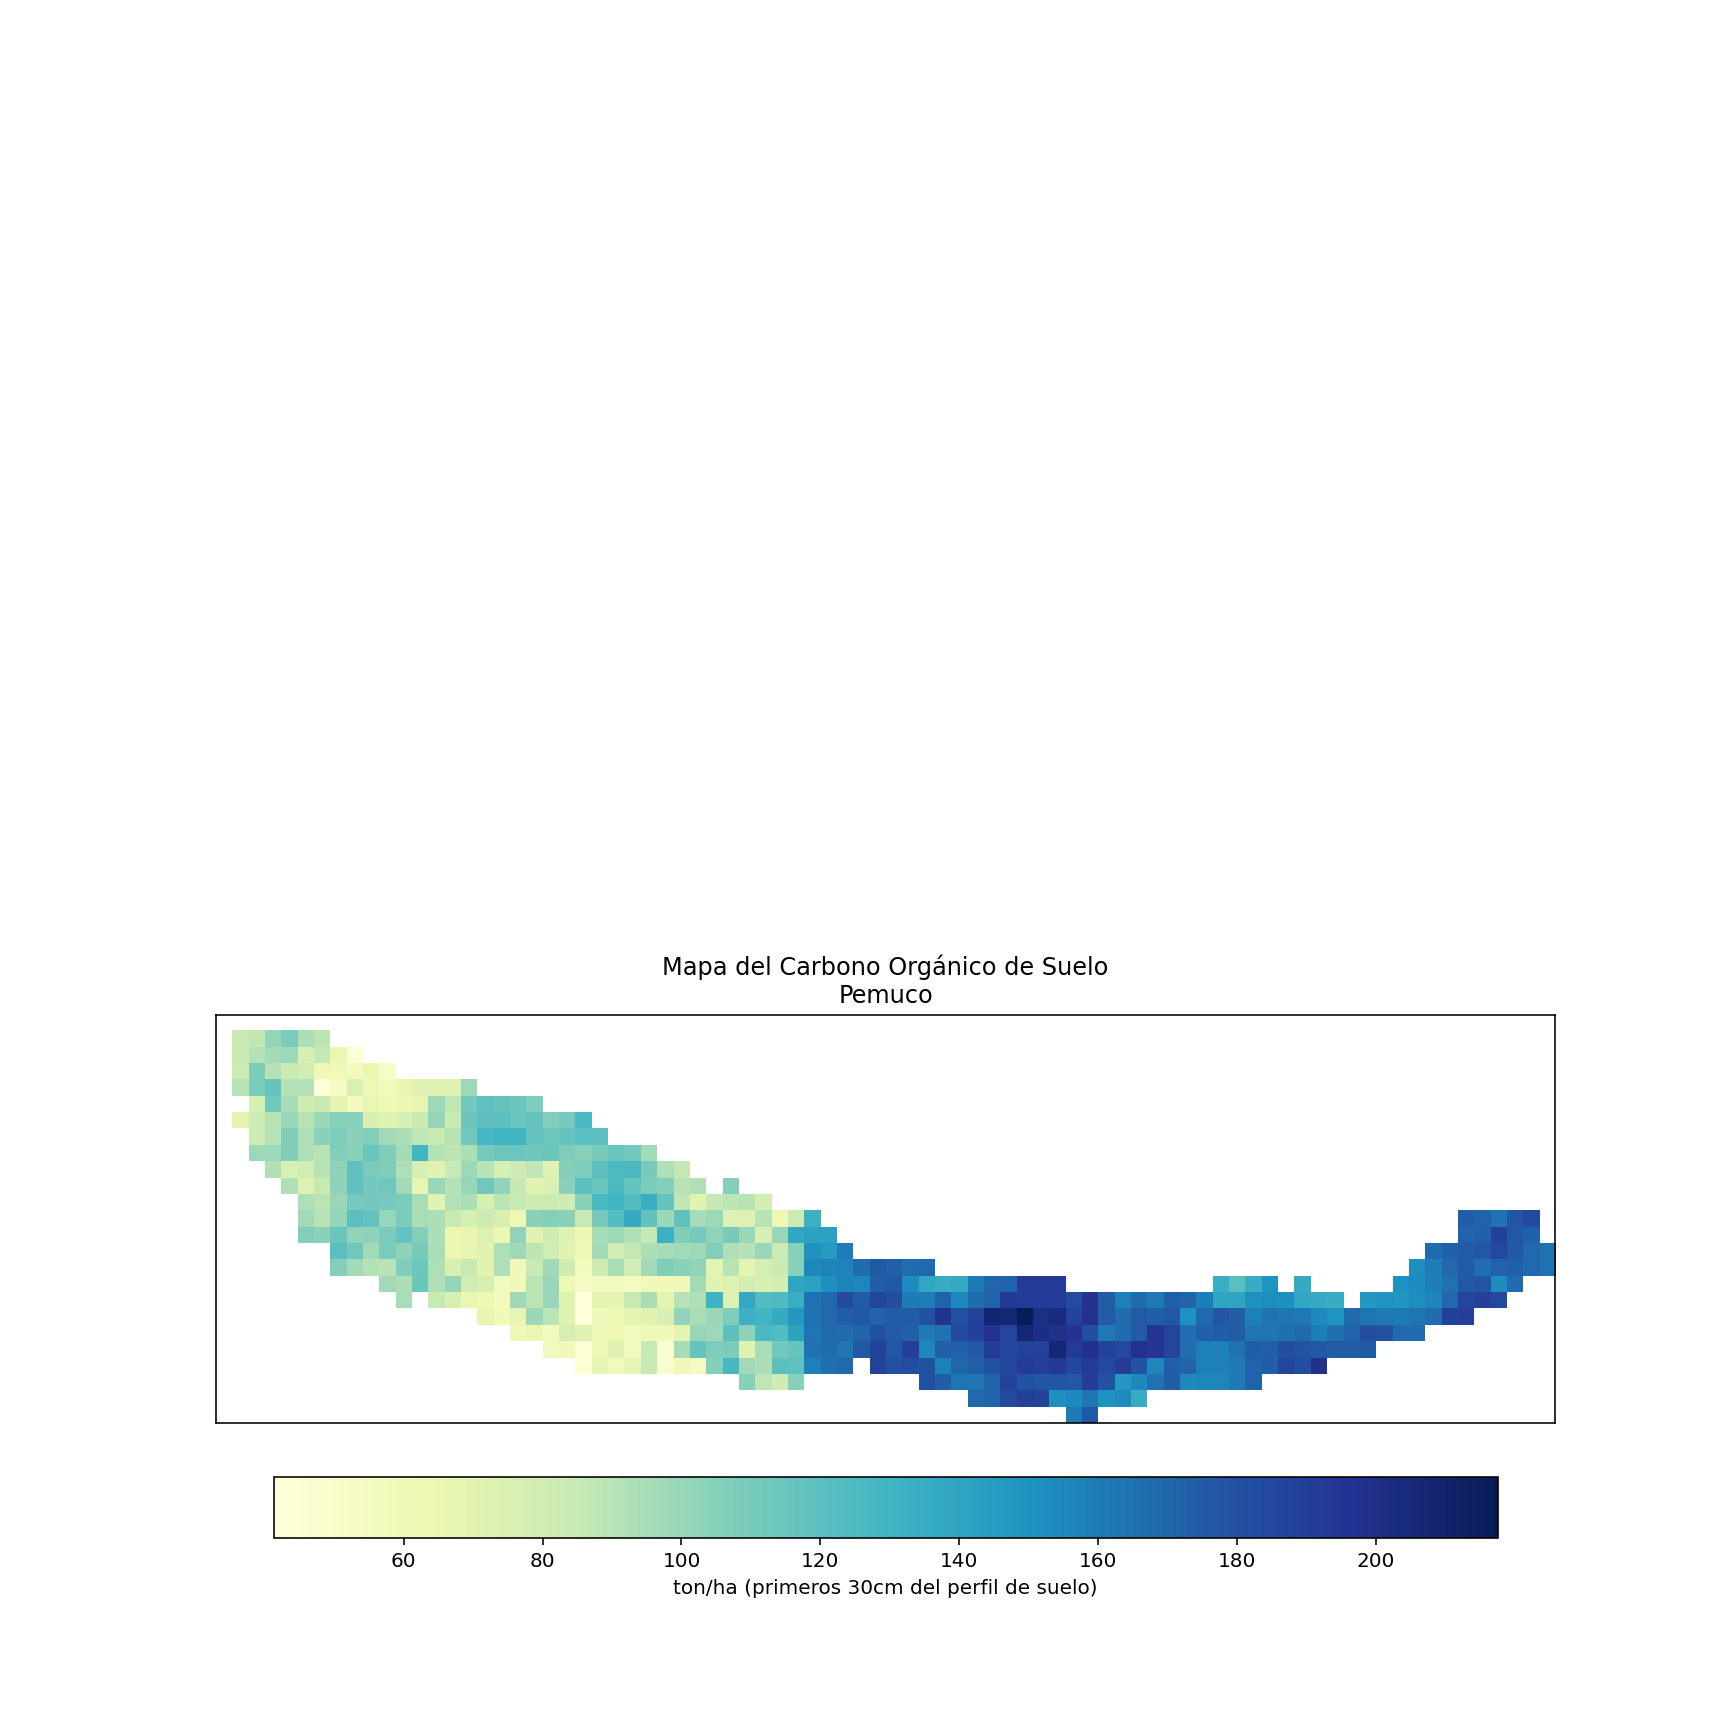 Mapa del Carbono Orgánico de Suelo
Pemuco
60 80 100 120 140 160 180 200
ton/ha (primeros 30cm del perfil de suelo)